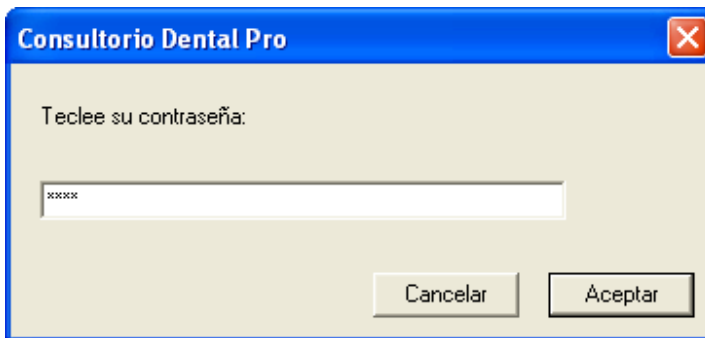 Consultorio Dental Pro
Teclee su contraseña:
****
Cancelar Aceptar